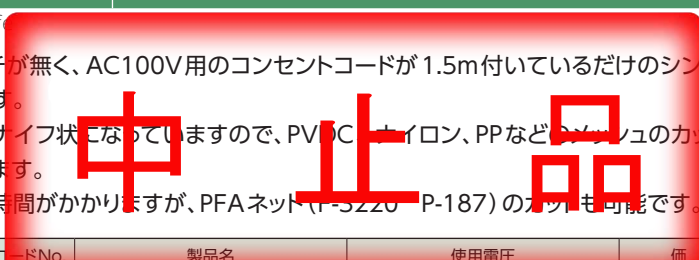 が無く、AC100V用のコンセントコードが1.5m付いているだけのシン
す。
ナイフ状になっていますので、PVDC、ナイロン、PPなどのメッシュのカッ
ます。
時間がかかりますが、PFAネット(F-3220 P-187)のカットも可能です。
中止品
コードNo 製品名 使用電圧 価